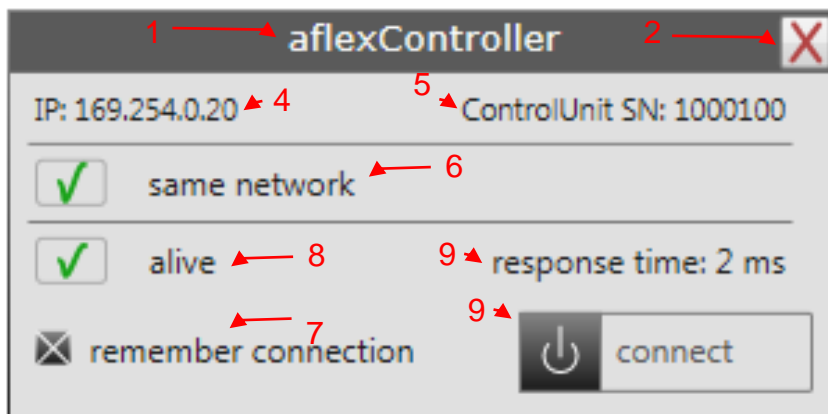 1 aflexController 2
IP: 169.254.0.20 4 5 ControlUnit SN: 1000100
same network 6
alive 8 9 response time: 2 ms
7 9
remember connection connect